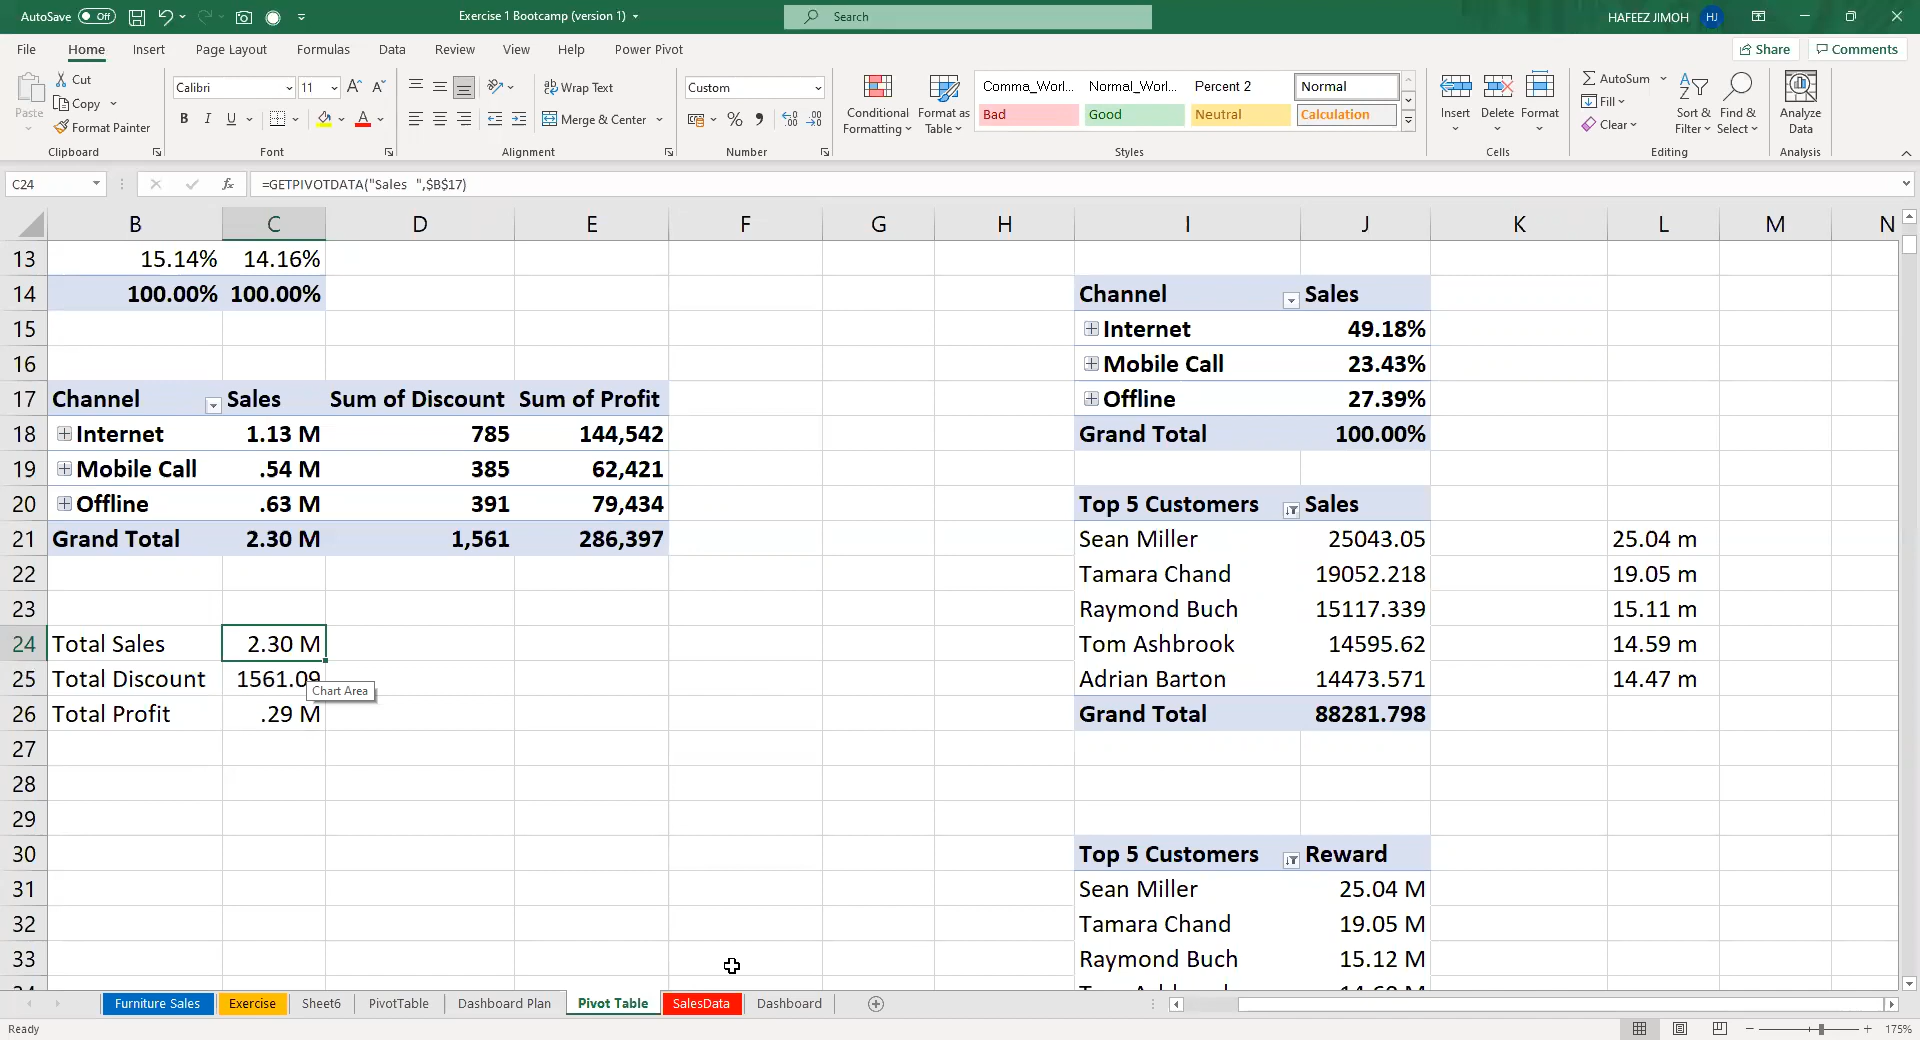 AutoSave Off Exercise 1 Bootcamp (version 1) Search HAFEEZ JIMOH HJ
File Home Insert Page Layout Formulas Data Review View Help Power Pivot Share Comments
Paste
Cut
Copy
Format Painter
Clipboard
Calibri 11
B I U
A
Font
Wrap Text
Merge & Center
Alignment
Custom
% 9
Number
Conditional Formatting
Format as Table
Comma_Worl... Normal_Worl... Percent 2 Normal
Bad Good Neutral Calculation
Styles
Insert Delete Format
Cells
AutoSum
Fill
Clear
Sort & Filter
Find & Select
Editing
Analyze Data
Analysis
C24 fx =GETPIVOTDATA("Sales ",$B$17)
B C D E F G H I J K L M N
13 15.14% 14.16%
14 100.00% 100.00% Channel Sales
15 Internet 49.18%
16 Mobile Call 23.43%
17 Channel Sales Sum of Discount Sum of Profit Offline 27.39%
18 Internet 1.13 M 785 144,542 Grand Total 100.00%
19 Mobile Call .54 M 385 62,421
20 Offline .63 M 391 79,434 Top 5 Customers Sales
21 Grand Total 2.30 M 1,561 286,397 Sean Miller 25043.05 25.04 m
22 Tamara Chand 19052.218 19.05 m
23 Raymond Buch 15117.339 15.11 m
24 Total Sales 2.30 M Tom Ashbrook 14595.62 14.59 m
25 Total Discount 1561.09 Adrian Barton 14473.571 14.47 m
Chart Area
26 Total Profit .29 M Grand Total 88281.798
27
28
29
30 Top 5 Customers Reward
31 Sean Miller 25.04 M
32 Tamara Chand 19.05 M
33 Raymond Buch 15.12 M
Furniture Sales Exercise Sheet6 PivotTable Dashboard Plan Pivot Table SalesData Dashboard
Ready 175%